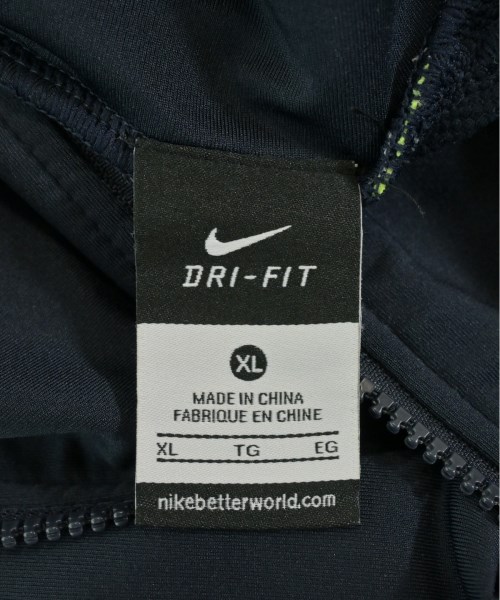 DRI-FIT
XL
MADE IN CHINA
FABRIQUE EN CHINE
XL TG EG
nikebetterworld.com